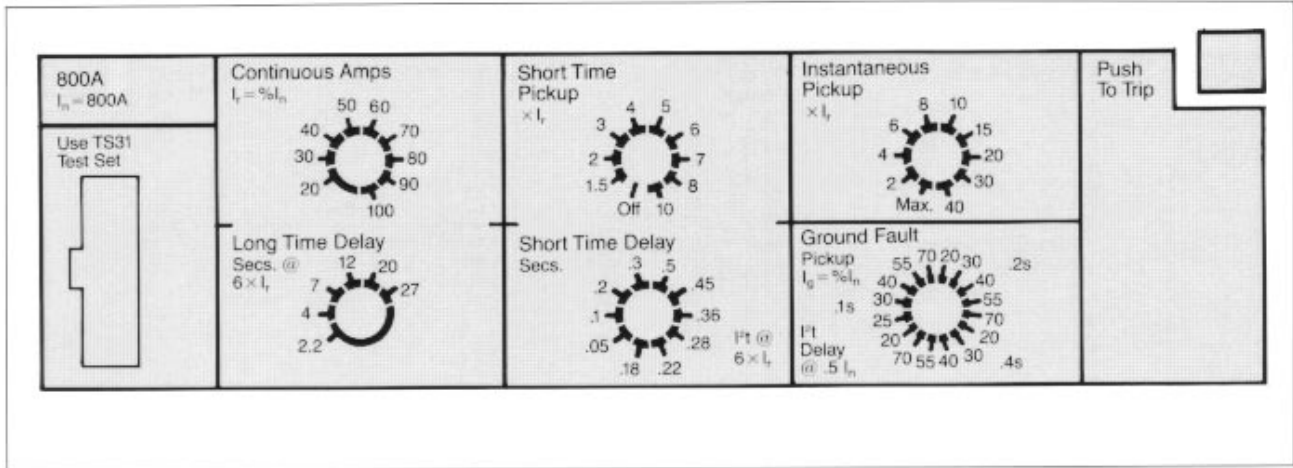 800A
Iₙ = 800A
Use TS31
Test Set
Continuous Amps
Iᵣ = %Iₙ
20
30
40
50
60
70
80
90
100
Long Time Delay
Secs. @
6 × Iᵣ
2.2
4
7
12
20
27
Short Time
Pickup
× Iᵣ
Off
1.5
2
3
4
5
6
7
8
10
Short Time Delay
Secs.
.05
.1
.2
.3
.5
.45
.36
.28
.22
.18
I²t @
6 × Iᵣ
Instantaneous
Pickup
× Iᵣ
2
4
6
8
10
15
20
30
40
Max.
Ground Fault
Pickup
I𝗀 = %Iₙ
.1s
25
30
40
55
70
20
30
.2s
40
55
70
20
30
.4s
40
55
70
20
I²t
Delay
@ .5 Iₙ
Push
To Trip